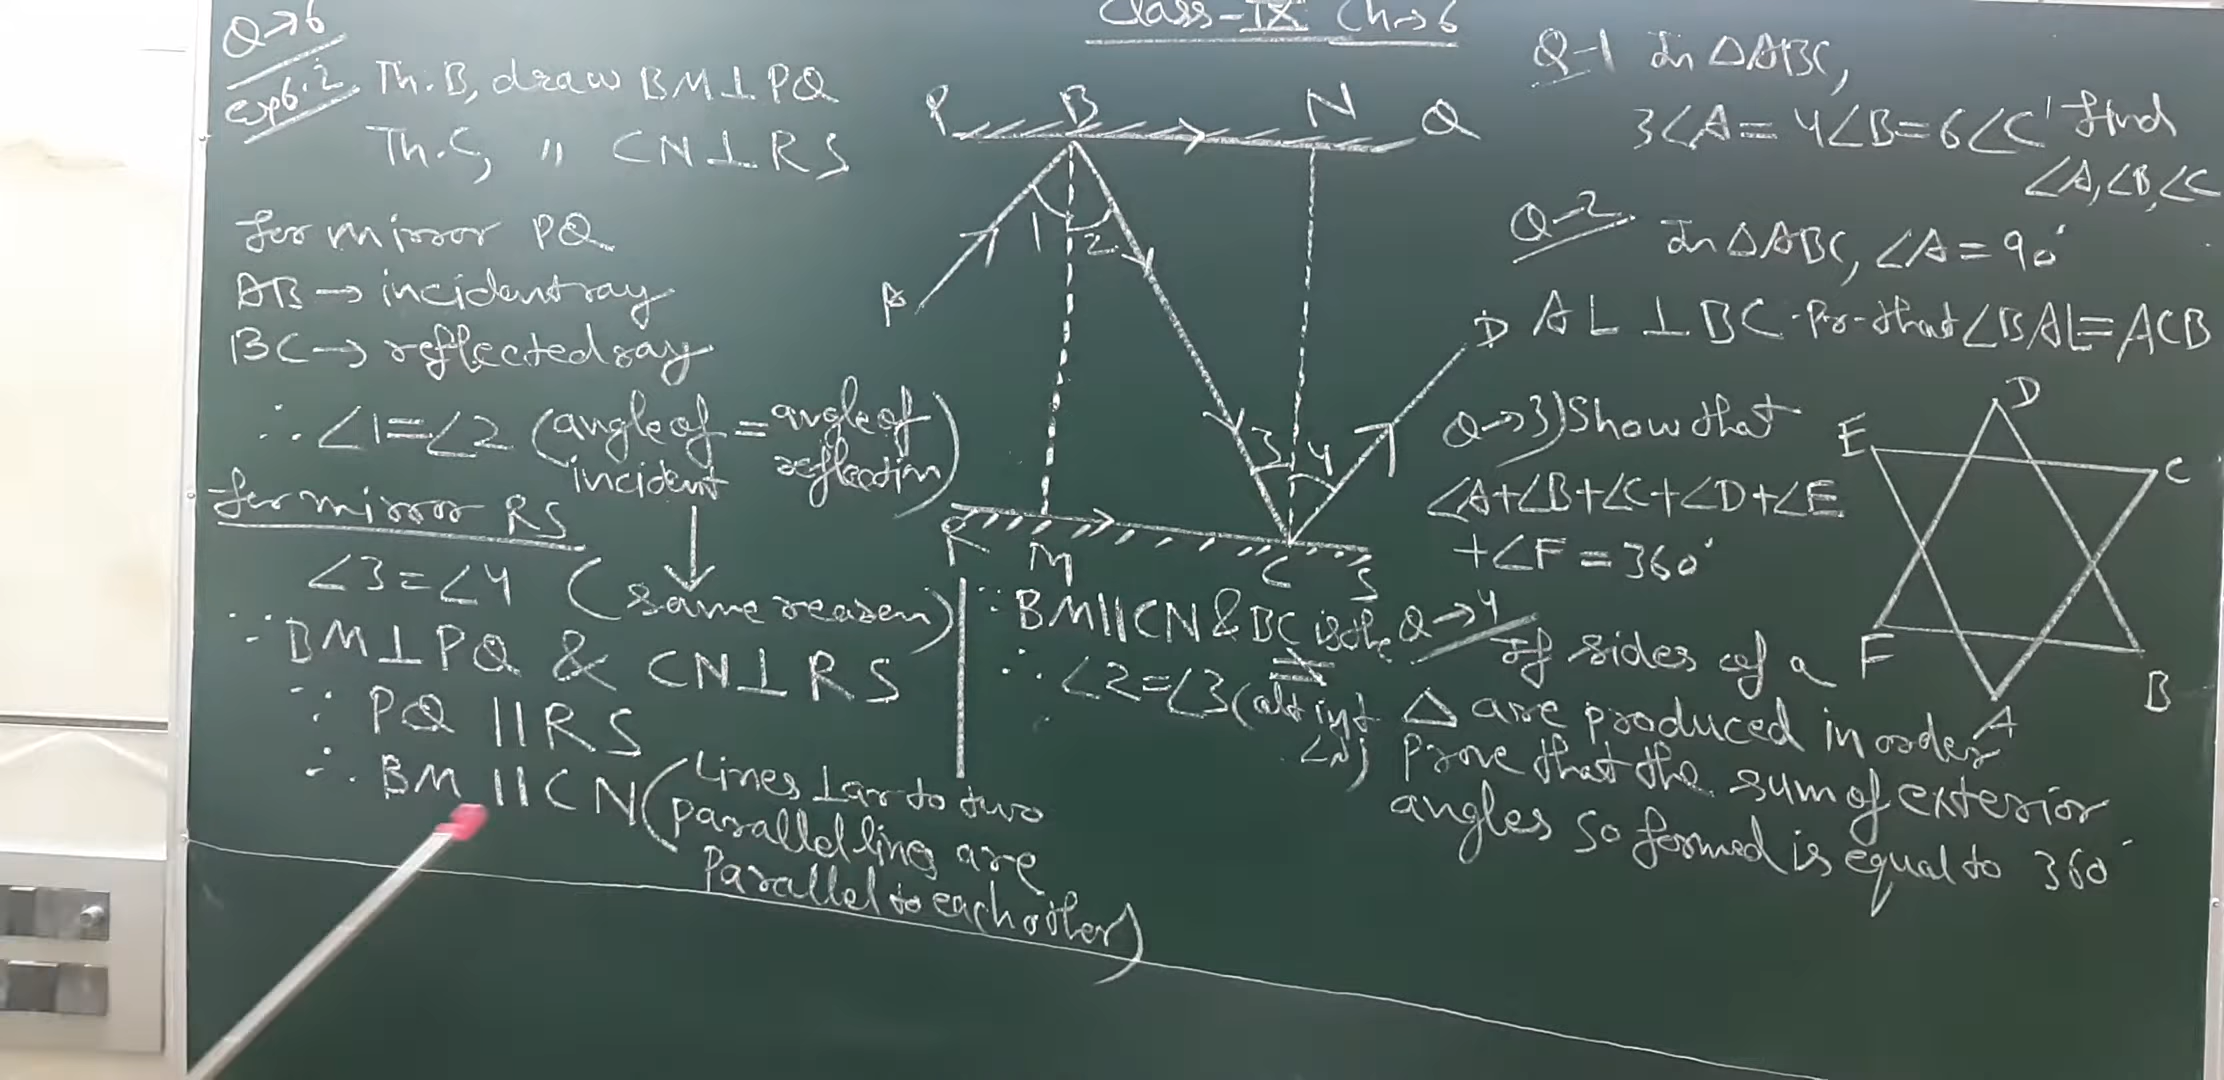 Class-IX Ch→6
Q→6
exp6.2. Th.B, draw BM⊥PQ
Th.C, " CN⊥RS
for mirror PQ
AB→ incident ray
BC→ reflected ray
∴ ∠1=∠2 (angle of incident = angle of reflection)
for mirror RS
∠3=∠4 (same reason)
∵ BM⊥PQ & CN⊥RS
∵ PQ ||RS
∴ BM ||CN (Lines ⊥ar to two
parallel lines are
Parallel to each other)
P B N Q
1 2
A
D
3 4
R M C S
∵ BM||CN & BC is the
∴ ∠2=∠3 (alt int
∠s)
Q-1 In △ABC,
3∠A=4∠B=6∠C' find
∠A,∠B,∠C
Q-2 In △ABC, ∠A=90°
AL ⊥BC. Pr. that ∠BAL=ACB
Q→3) Show that
∠A+∠B+∠C+∠D+∠E
+∠F=360°
D
E C
F B
A
Q→4 If sides of a
△ are produced in order
Prove that the sum of exterior
angles so formed is equal to 360°